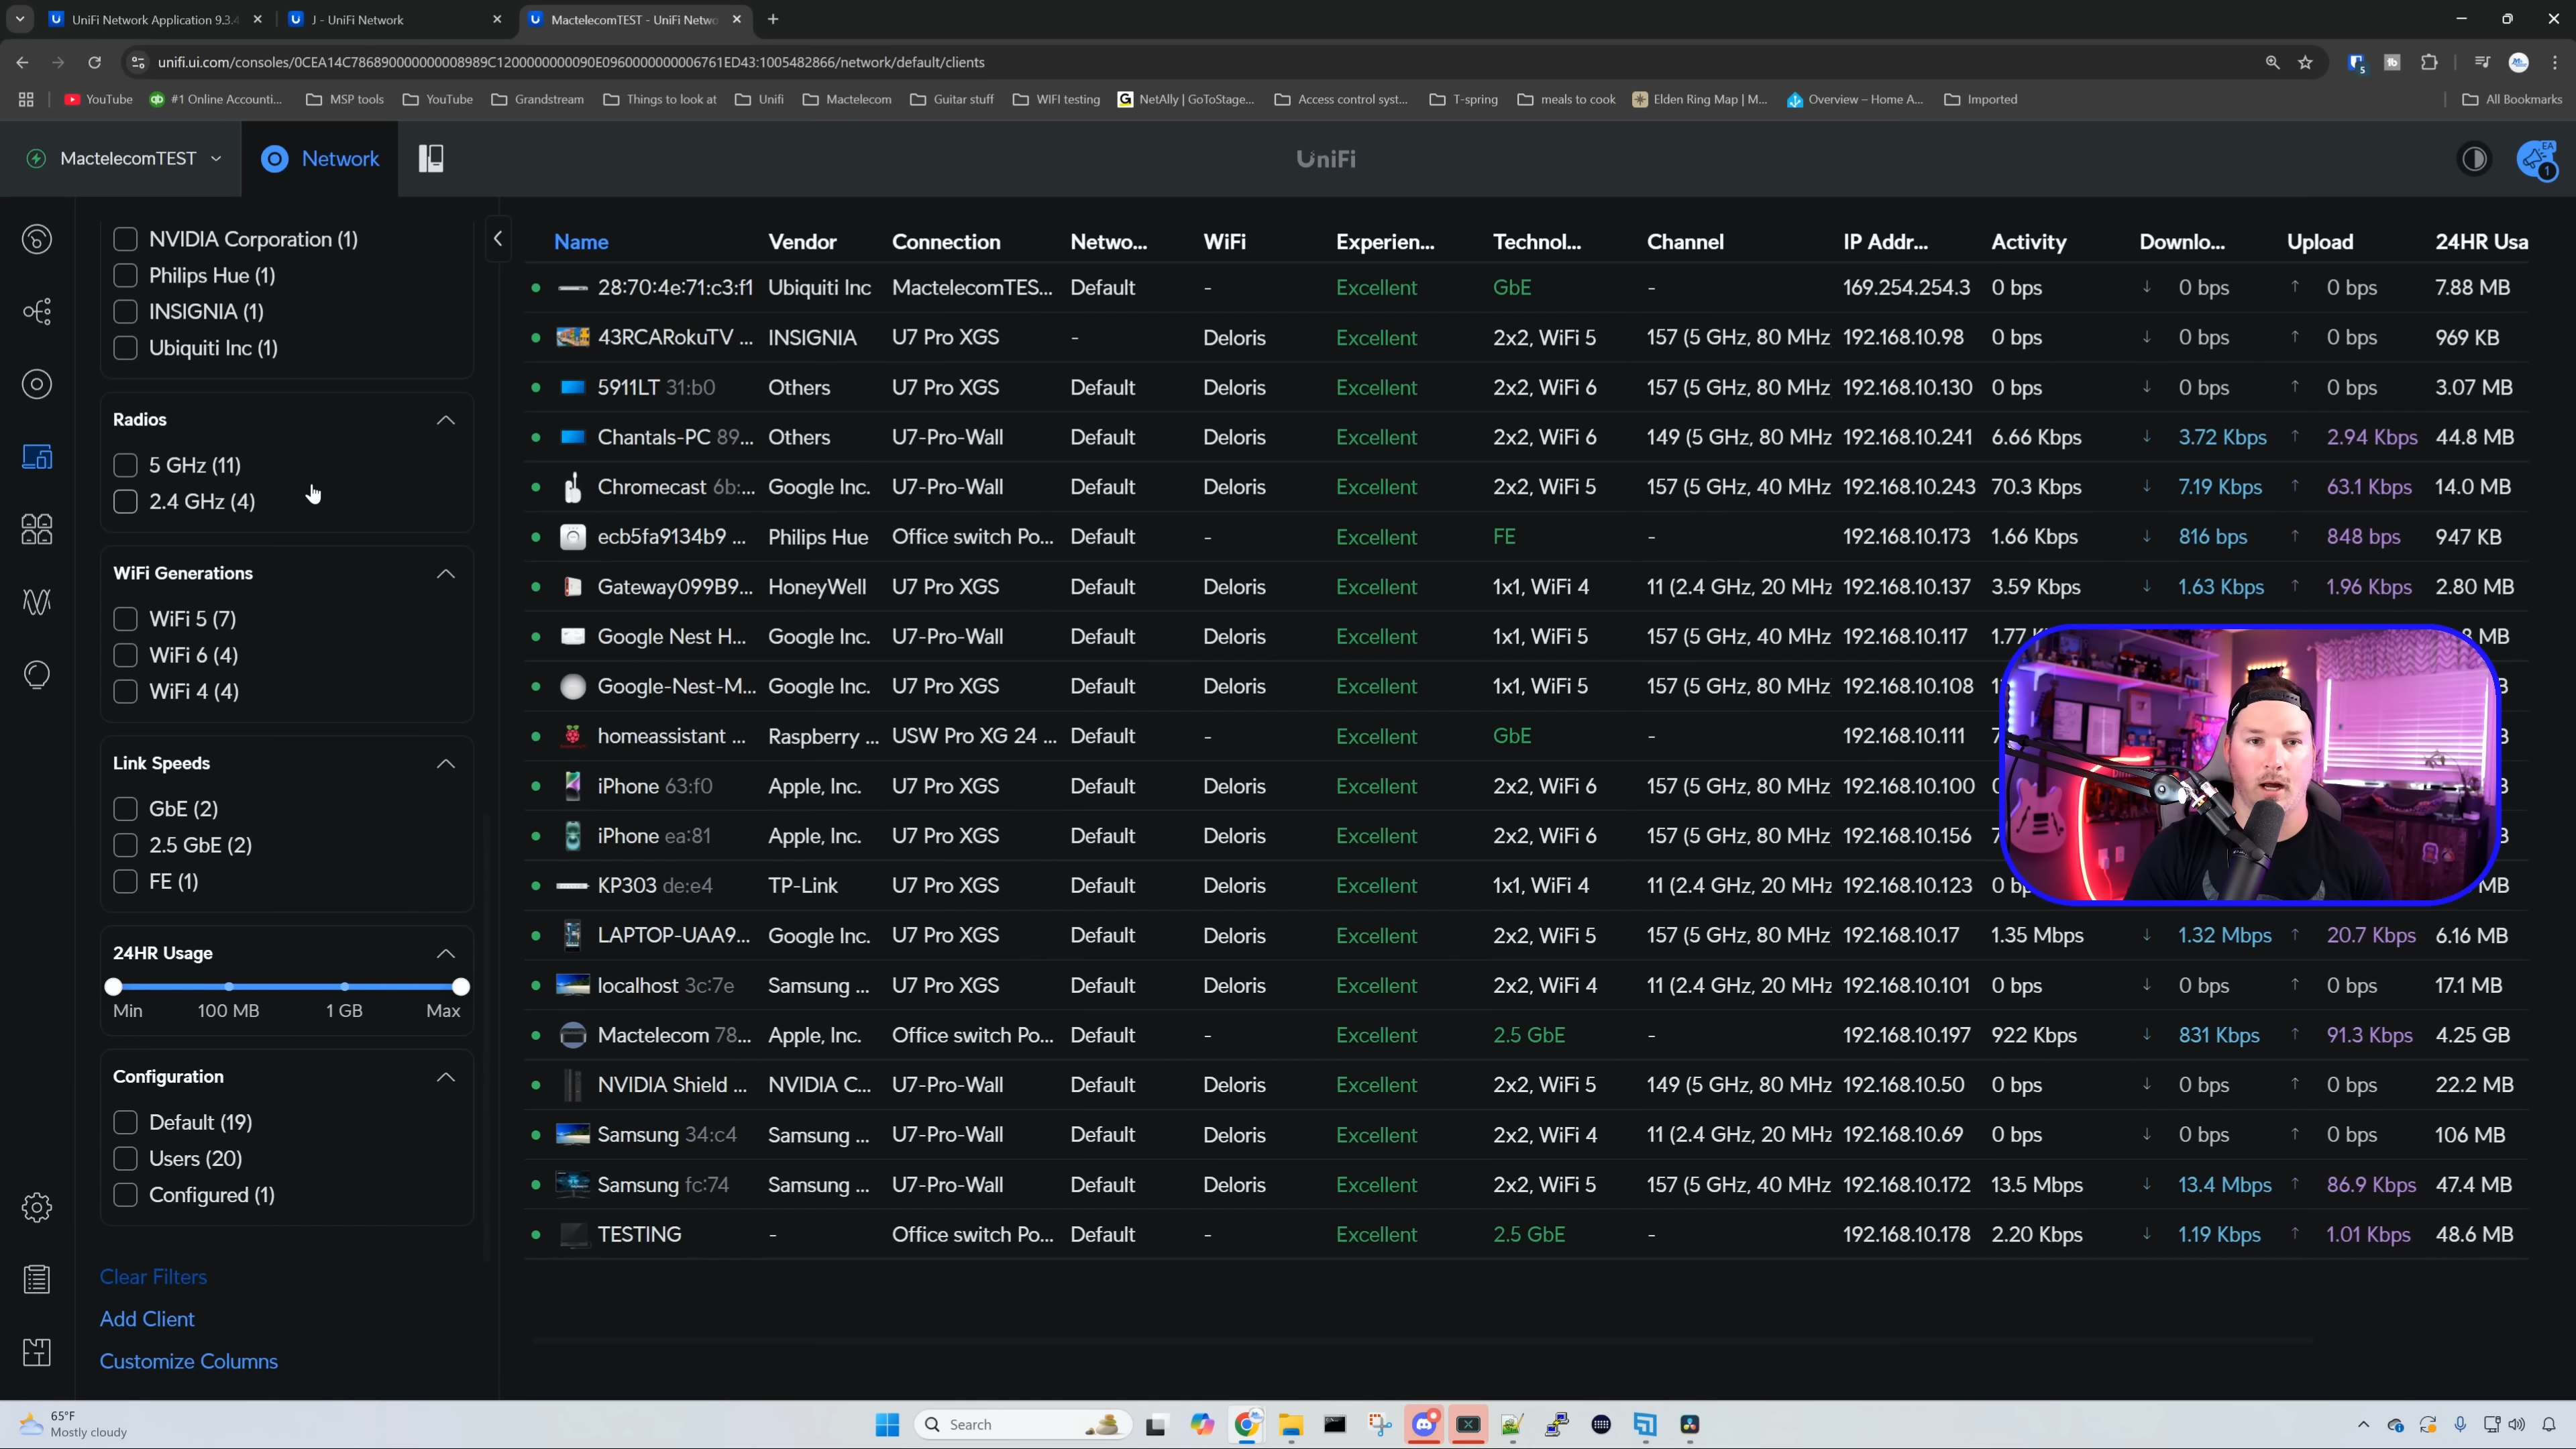 UniFi Network Application 9.3.4
J - UniFi Network
MactelecomTEST - UniFi Netwo
unifi.ui.com/consoles/0CEA14C786890000000008989C1200000000090E0960000000006761ED43:1005482866/network/default/clients
YouTube
#1 Online Accounti...
MSP tools
YouTube
Grandstream
Things to look at
Unifi
Mactelecom
Guitar stuff
WIFI testing
NetAlly | GoToStage...
Access control syst...
T-spring
meals to cook
Elden Ring Map | M...
Overview – Home A...
Imported
All Bookmarks
MactelecomTEST
Network
UniFi
EA
1
NVIDIA Corporation (1)
Philips Hue (1)
INSIGNIA (1)
Ubiquiti Inc (1)
Radios
5 GHz (11)
2.4 GHz (4)
WiFi Generations
WiFi 5 (7)
WiFi 6 (4)
WiFi 4 (4)
Link Speeds
GbE (2)
2.5 GbE (2)
FE (1)
24HR Usage
Min 100 MB 1 GB Max
Configuration
Default (19)
Users (20)
Configured (1)
Clear Filters
Add Client
Customize Columns
Name Vendor Connection Netwo... WiFi Experien... Technol... Channel IP Addr... Activity Downlo... Upload 24HR Usa
28:70:4e:71:c3:f1 Ubiquiti Inc MactelecomTES... Default - Excellent GbE - 169.254.254.3 0 bps ↓ 0 bps ↑ 0 bps 7.88 MB
43RCARokuTV ... INSIGNIA U7 Pro XGS - Deloris Excellent 2x2, WiFi 5 157 (5 GHz, 80 MHz 192.168.10.98 0 bps ↓ 0 bps ↑ 0 bps 969 KB
5911LT 31:b0 Others U7 Pro XGS Default Deloris Excellent 2x2, WiFi 6 157 (5 GHz, 80 MHz 192.168.10.130 0 bps ↓ 0 bps ↑ 0 bps 3.07 MB
Chantals-PC 89... Others U7-Pro-Wall Default Deloris Excellent 2x2, WiFi 6 149 (5 GHz, 80 MHz 192.168.10.241 6.66 Kbps ↓ 3.72 Kbps ↑ 2.94 Kbps 44.8 MB
Chromecast 6b:... Google Inc. U7-Pro-Wall Default Deloris Excellent 2x2, WiFi 5 157 (5 GHz, 40 MHz 192.168.10.243 70.3 Kbps ↓ 7.19 Kbps ↑ 63.1 Kbps 14.0 MB
ecb5fa9134b9 ... Philips Hue Office switch Po... Default - Excellent FE - 192.168.10.173 1.66 Kbps ↓ 816 bps ↑ 848 bps 947 KB
Gateway099B9... HoneyWell U7 Pro XGS Default Deloris Excellent 1x1, WiFi 4 11 (2.4 GHz, 20 MHz 192.168.10.137 3.59 Kbps ↓ 1.63 Kbps ↑ 1.96 Kbps 2.80 MB
Google Nest H... Google Inc. U7-Pro-Wall Default Deloris Excellent 1x1, WiFi 5 157 (5 GHz, 40 MHz 192.168.10.117 1.77 MB
Google-Nest-M... Google Inc. U7 Pro XGS Default Deloris Excellent 1x1, WiFi 5 157 (5 GHz, 80 MHz 192.168.10.108
homeassistant ... Raspberry ... USW Pro XG 24 ... Default - Excellent GbE - 192.168.10.111
iPhone 63:f0 Apple, Inc. U7 Pro XGS Default Deloris Excellent 2x2, WiFi 6 157 (5 GHz, 80 MHz 192.168.10.100
iPhone ea:81 Apple, Inc. U7 Pro XGS Default Deloris Excellent 2x2, WiFi 6 157 (5 GHz, 80 MHz 192.168.10.156
KP303 de:e4 TP-Link U7 Pro XGS Default Deloris Excellent 1x1, WiFi 4 11 (2.4 GHz, 20 MHz 192.168.10.123 0 MB
LAPTOP-UAA9... Google Inc. U7 Pro XGS Default Deloris Excellent 2x2, WiFi 5 157 (5 GHz, 80 MHz 192.168.10.17 1.35 Mbps ↓ 1.32 Mbps ↑ 20.7 Kbps 6.16 MB
localhost 3c:7e Samsung ... U7 Pro XGS Default Deloris Excellent 2x2, WiFi 4 11 (2.4 GHz, 20 MHz 192.168.10.101 0 bps ↓ 0 bps ↑ 0 bps 17.1 MB
Mactelecom 78... Apple, Inc. Office switch Po... Default - Excellent 2.5 GbE - 192.168.10.197 922 Kbps ↓ 831 Kbps ↑ 91.3 Kbps 4.25 GB
NVIDIA Shield ... NVIDIA C... U7-Pro-Wall Default Deloris Excellent 2x2, WiFi 5 149 (5 GHz, 80 MHz 192.168.10.50 0 bps ↓ 0 bps ↑ 0 bps 22.2 MB
Samsung 34:c4 Samsung ... U7-Pro-Wall Default Deloris Excellent 2x2, WiFi 4 11 (2.4 GHz, 20 MHz 192.168.10.69 0 bps ↓ 0 bps ↑ 0 bps 106 MB
Samsung fc:74 Samsung ... U7-Pro-Wall Default Deloris Excellent 2x2, WiFi 5 157 (5 GHz, 40 MHz 192.168.10.172 13.5 Mbps ↓ 13.4 Mbps ↑ 86.9 Kbps 47.4 MB
TESTING - Office switch Po... Default - Excellent 2.5 GbE - 192.168.10.178 2.20 Kbps ↓ 1.19 Kbps ↑ 1.01 Kbps 48.6 MB
65°F
Mostly cloudy
Search